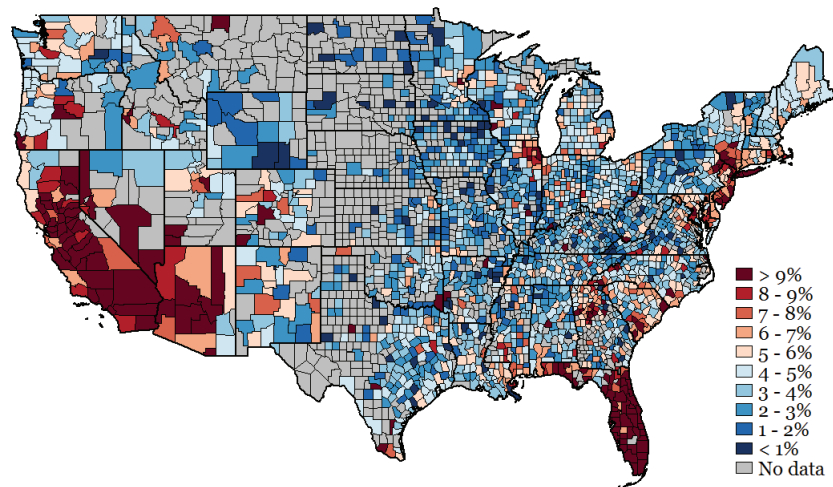 > 9%
8 - 9%
7 - 8%
6 - 7%
5 - 6%
4 - 5%
3 - 4%
2 - 3%
1 - 2%
< 1%
No data